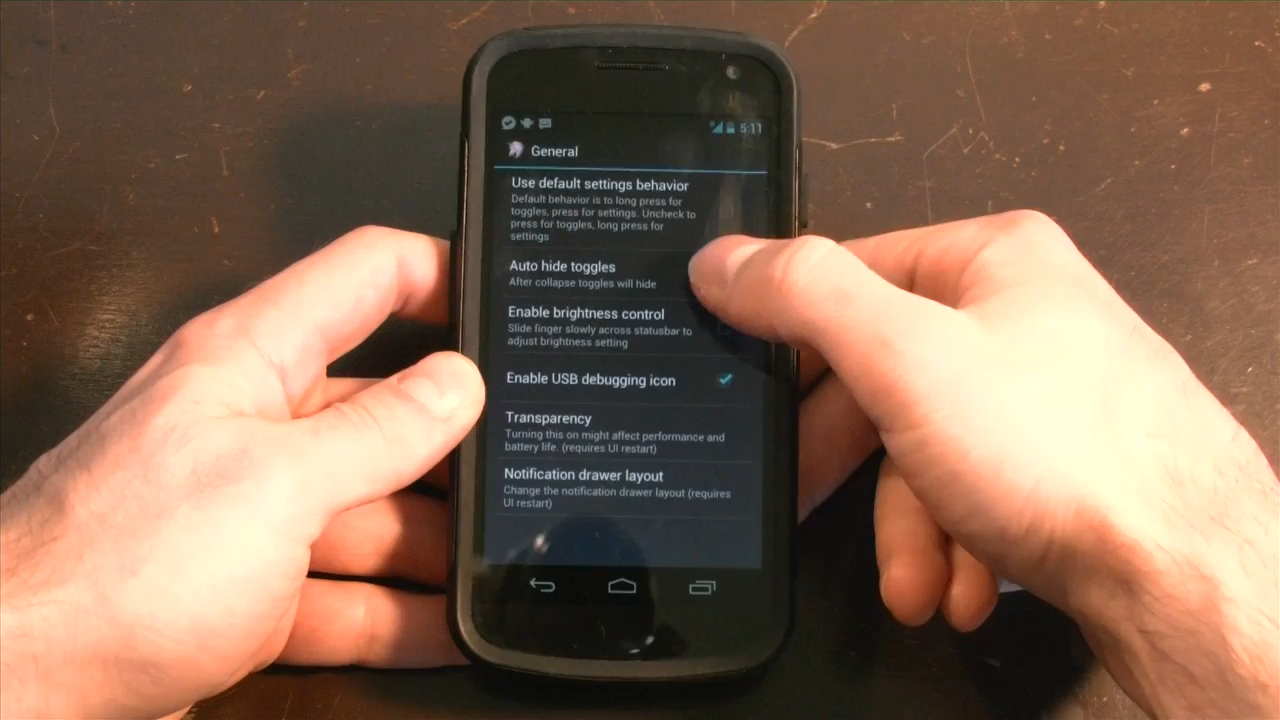 5:11
General
Use default settings behavior
Default behavior is to long press for
toggles, press for settings. Uncheck to
press for toggles, long press for
settings
Auto hide toggles
After collapse toggles will hide
Enable brightness control
Slide finger slowly across statusbar to
adjust brightness setting
Enable USB debugging icon
Transparency
Turning this on might affect performance and
battery life. (requires UI restart)
Notification drawer layout
Change the notification drawer layout (requires
UI restart)